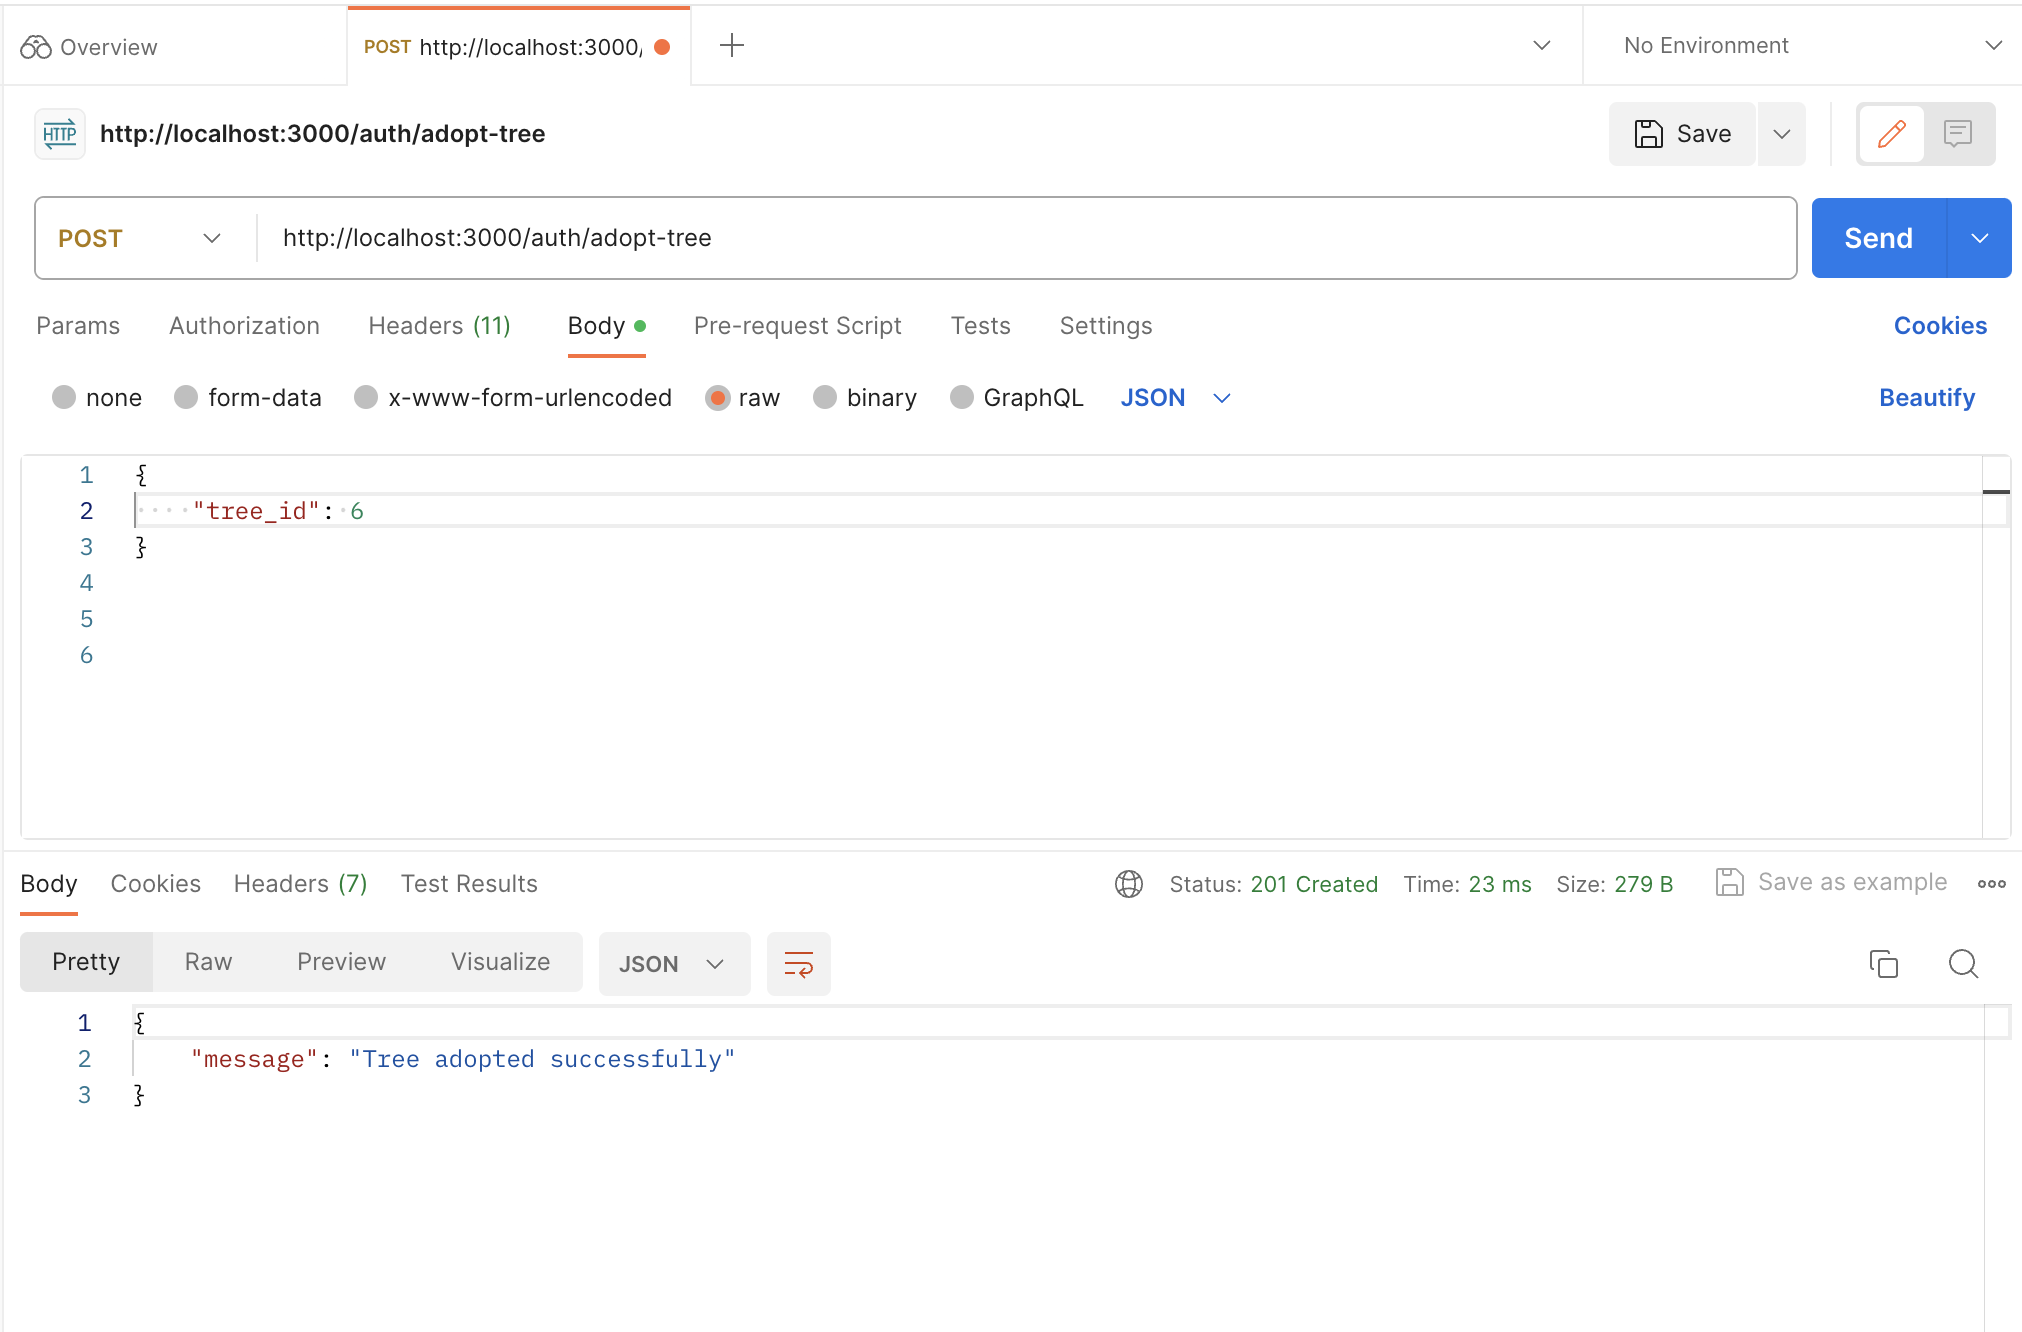 Overview
POST http://localhost:3000/
No Environment
HTTP http://localhost:3000/auth/adopt-tree
Save
POST http://localhost:3000/auth/adopt-tree
Send
Params Authorization Headers (11) Body Pre-request Script Tests Settings Cookies
none form-data x-www-form-urlencoded raw binary GraphQL JSON Beautify
1 {
2 "tree_id": 6
3 }
4
5
6
Body Cookies Headers (7) Test Results Status: 201 Created Time: 23 ms Size: 279 B Save as example
Pretty Raw Preview Visualize JSON
1 {
2 "message": "Tree adopted successfully"
3 }